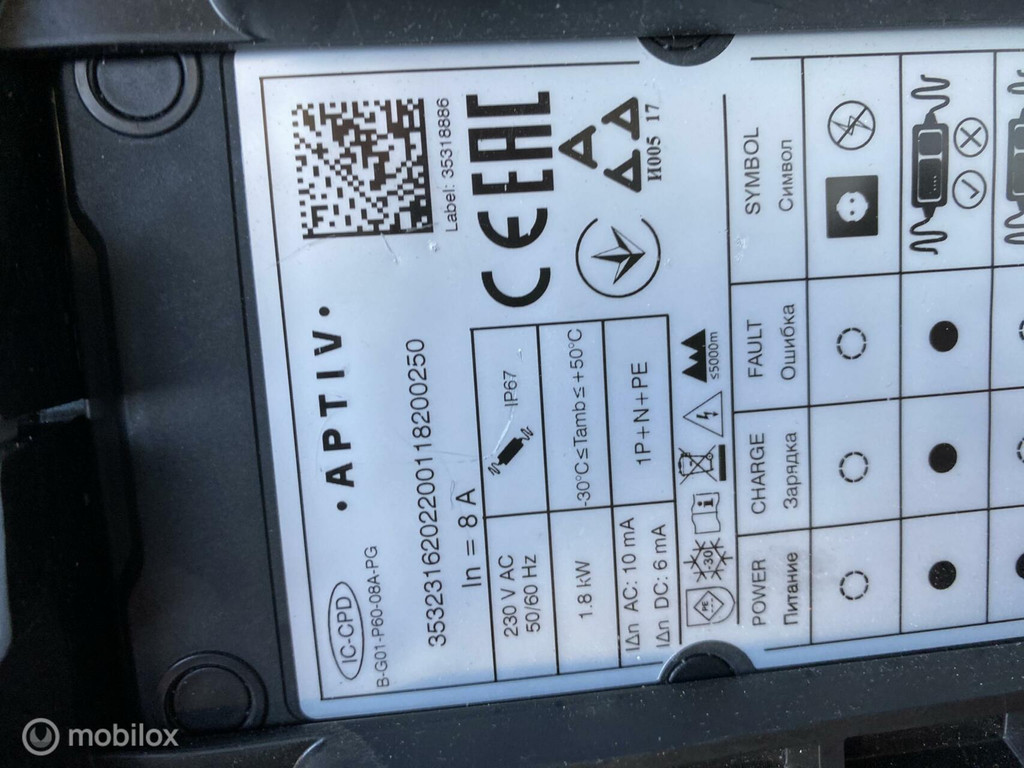 IC-CPD
· APTIV ·
B-G01-P60-08A-PG
Label: 35318886
3532316202200118200250
In = 8 A
230 V AC
50/60 Hz
IP67
1.8 kW
-30°C ≤Tamb≤ +50°C
IΔn AC: 10 mA
IΔn DC: 6 mA
1P+N+PE
CE EAC
И005 17
PE
-30
i
≤5000m
POWER
Питание
CHARGE
Зарядка
FAULT
Ошибка
SYMBOL
Символ
mobilox